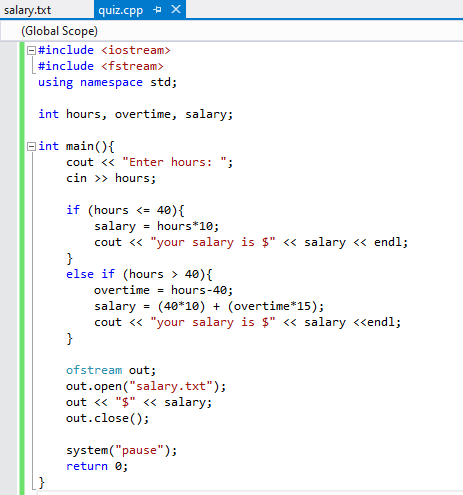 salary.txt quiz.cpp
(Global Scope)
#include <iostream>
#include <fstream>
using namespace std;
int hours, overtime, salary;
int main(){
cout << "Enter hours: ";
cin >> hours;
if (hours <= 40){
salary = hours*10;
cout << "your salary is $" << salary << endl;
}
else if (hours > 40){
overtime = hours-40;
salary = (40*10) + (overtime*15);
cout << "your salary is $" << salary <<endl;
}
ofstream out;
out.open("salary.txt");
out << "$" << salary;
out.close();
system("pause");
return 0;
}